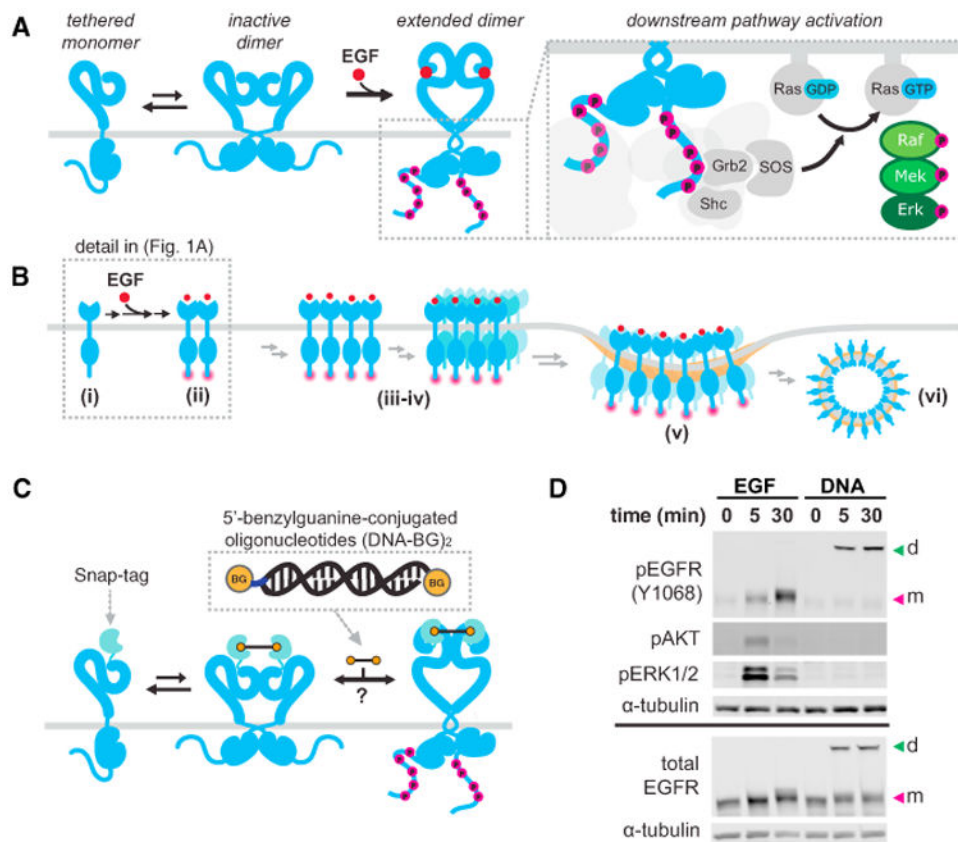 A
tethered
monomer
inactive
dimer
extended dimer
downstream pathway activation
EGF
Ras GDP
Ras GTP
P P P P P P P P P P
P P P P P P P P P P
Grb2
SOS
Shc
Raf P
Mek P
Erk P
B
detail in (Fig. 1A)
EGF
(i)
(ii)
(iii-iv)
(v)
(vi)
C
5'-benzylguanine-conjugated
oligonucleotides (DNA-BG)2
BG
BG
Snap-tag
?
P P P P P P P P P P
D
EGF
DNA
time (min) 0 5 30 0 5 30
pEGFR
(Y1068)
d
m
pAKT
pERK1/2
α-tubulin
total
EGFR
d
m
α-tubulin